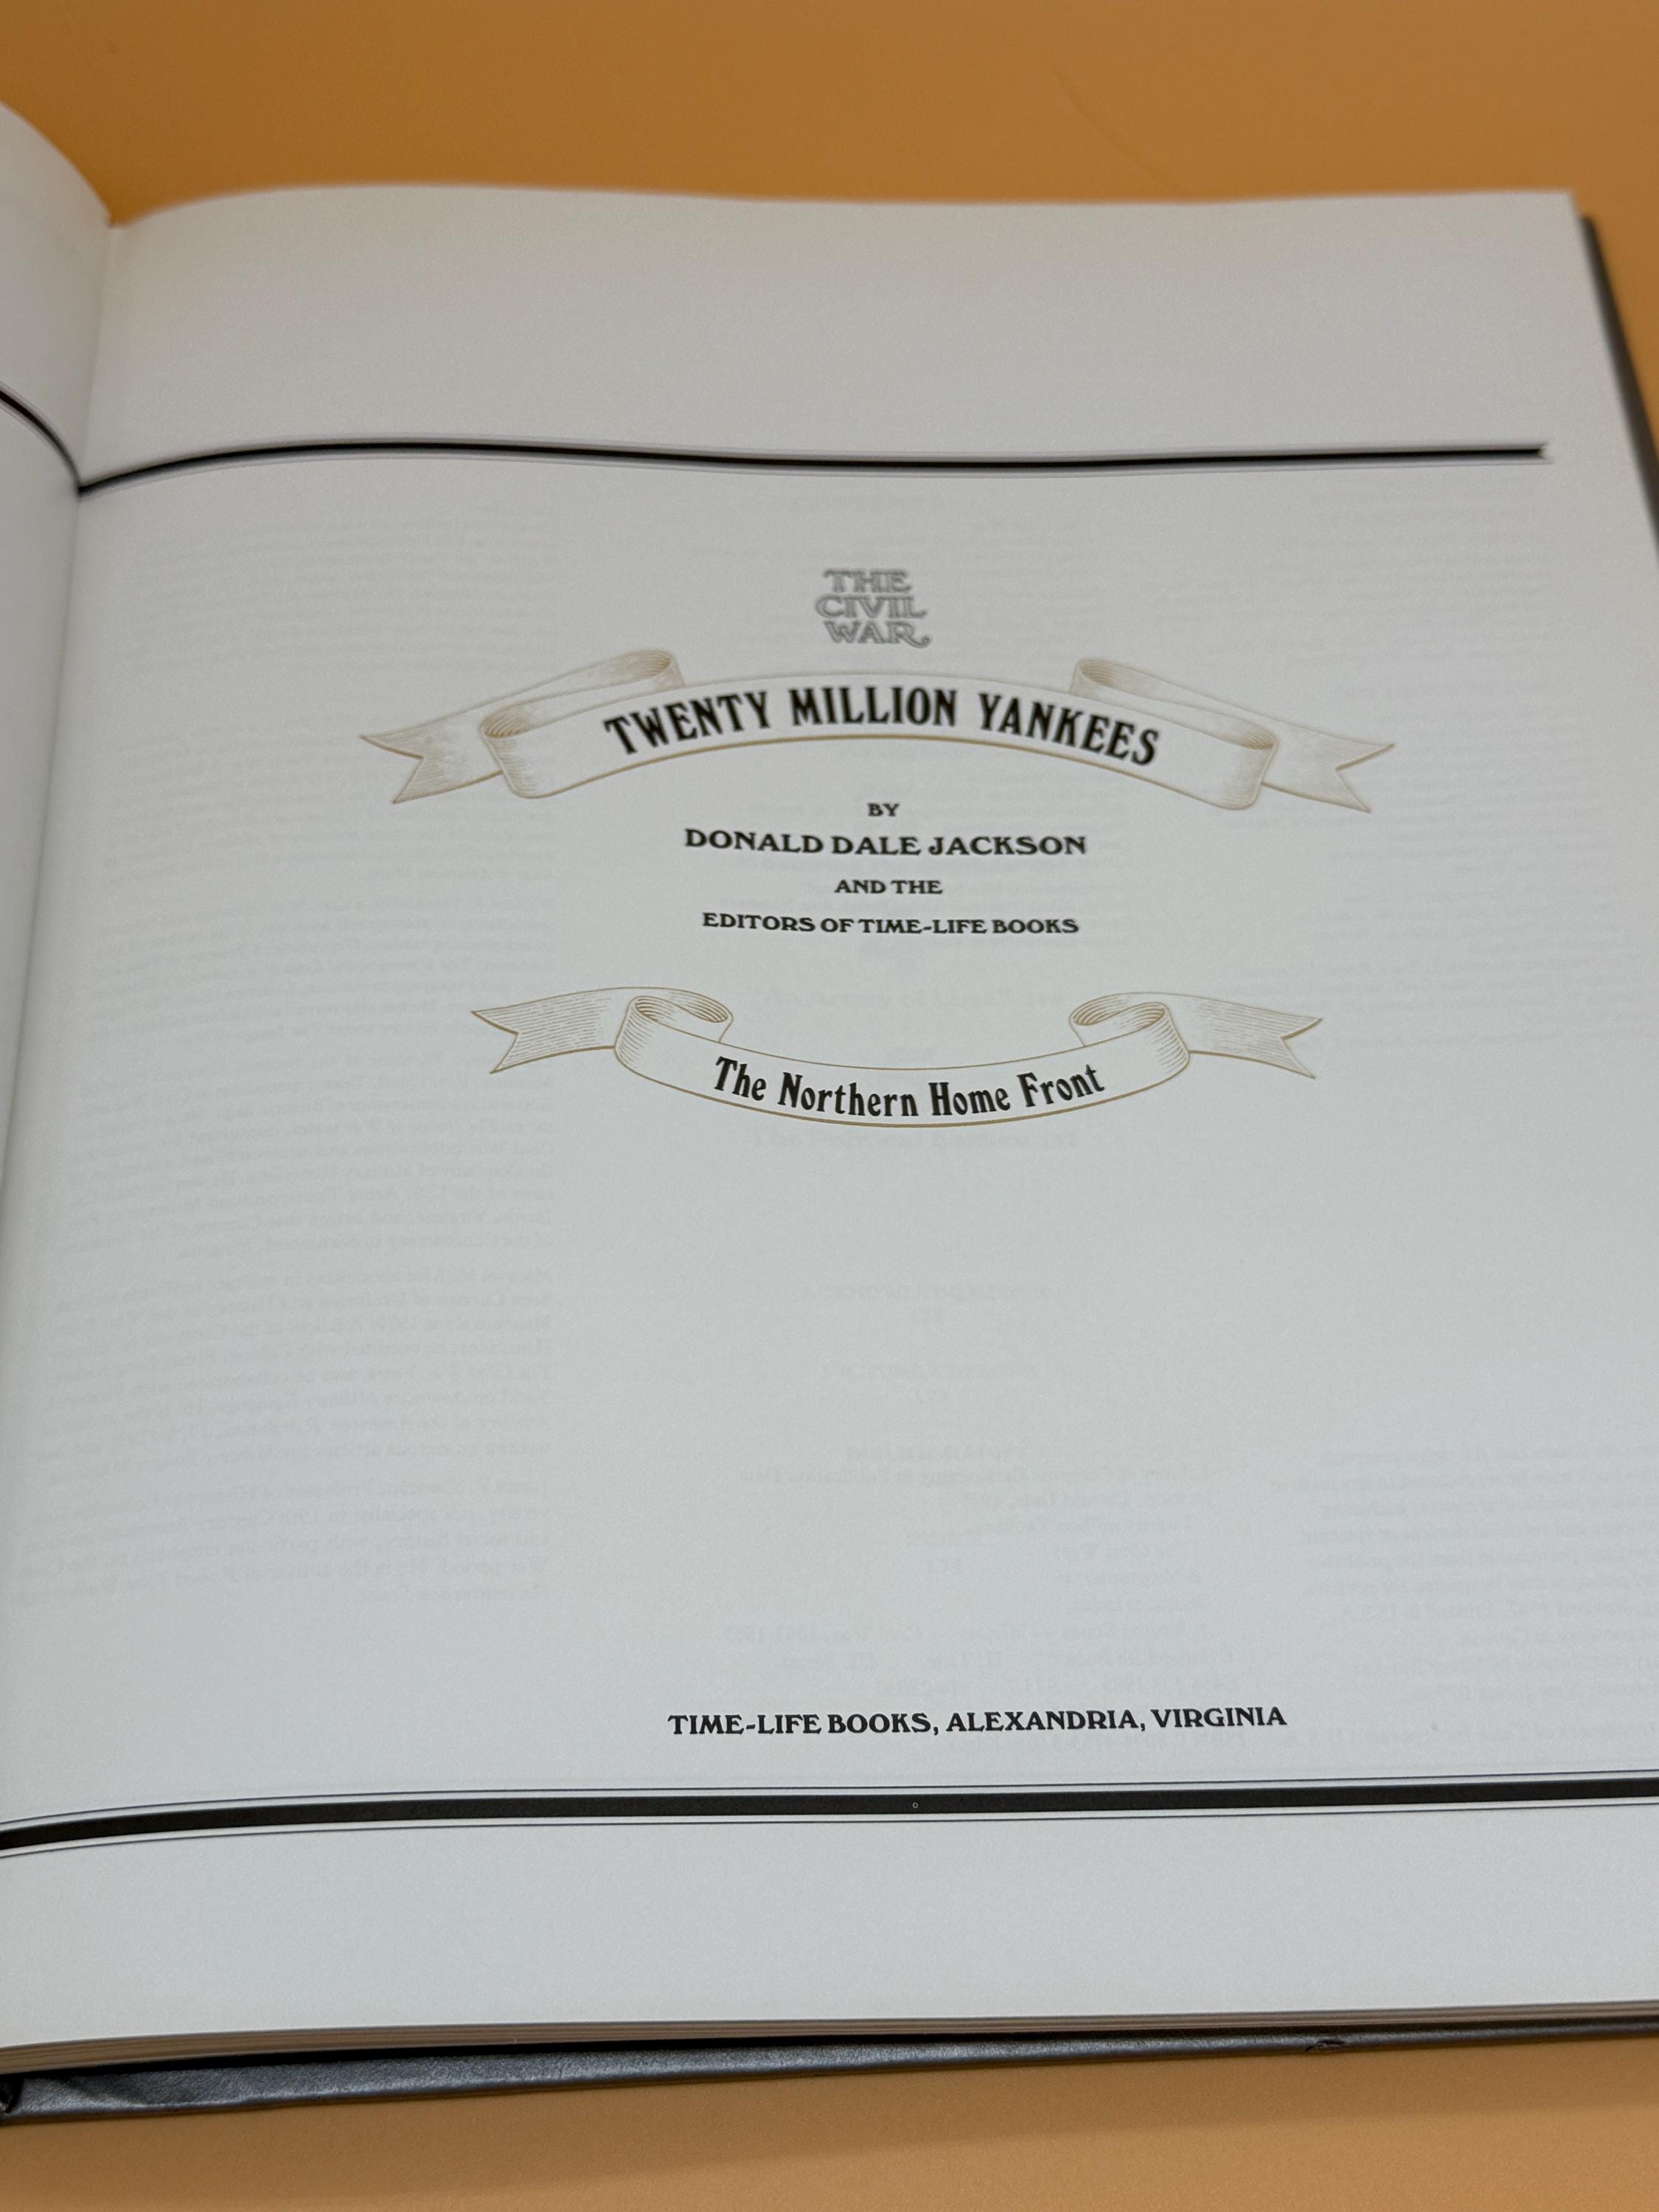 THE
CIVIL
WAR
TWENTY MILLION YANKEES
BY
DONALD DALE JACKSON
AND THE
EDITORS OF TIME-LIFE BOOKS
The Northern Home Front
TIME-LIFE BOOKS, ALEXANDRIA, VIRGINIA